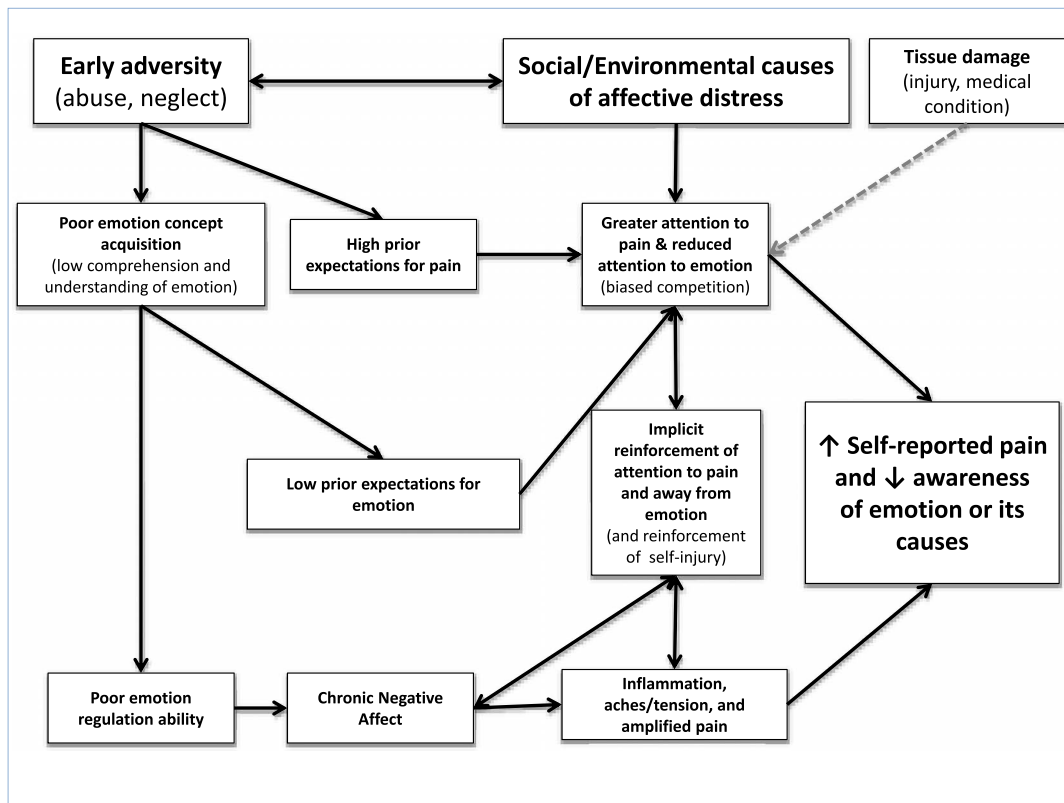 Early adversity
(abuse, neglect)
Social/Environmental causes
of affective distress
Tissue damage
(injury, medical
condition)
Poor emotion concept
acquisition
(low comprehension and
understanding of emotion)
High prior
expectations for pain
Greater attention to
pain & reduced
attention to emotion
(biased competition)
Low prior expectations for
emotion
Implicit
reinforcement of
attention to pain
and away from
emotion
(and reinforcement
of self-injury)
↑ Self-reported pain
and ↓ awareness
of emotion or its
causes
Poor emotion
regulation ability
Chronic Negative
Affect
Inflammation,
aches/tension, and
amplified pain